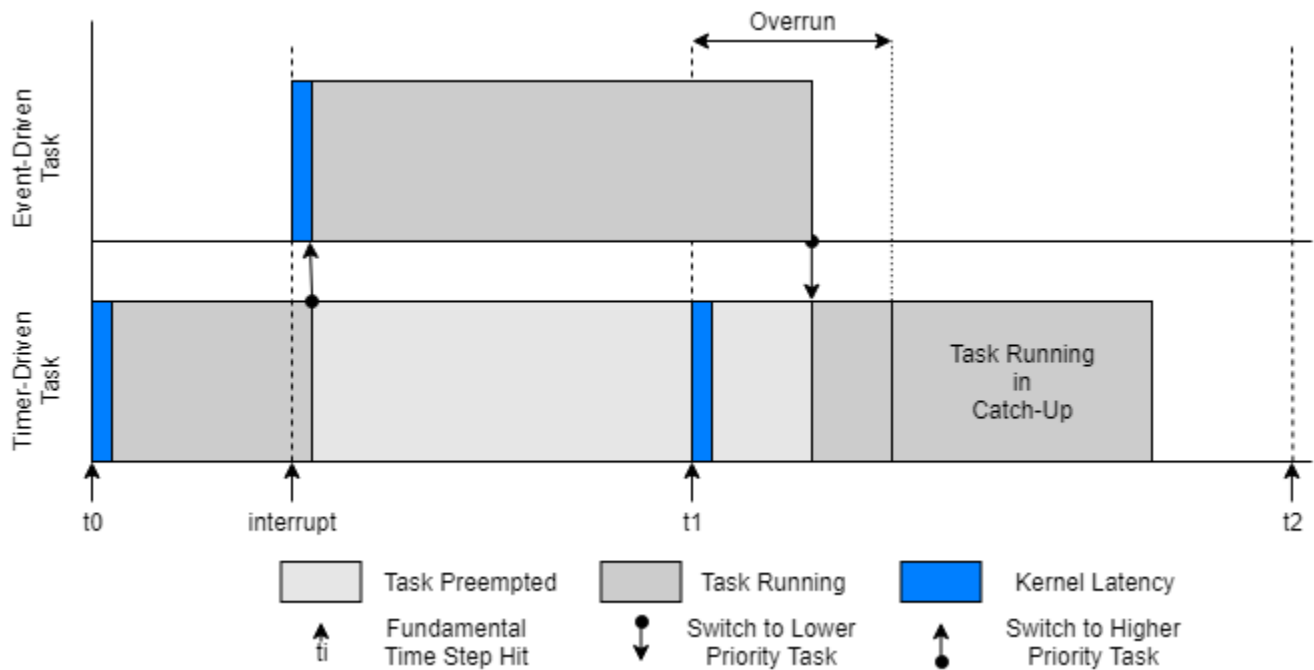 Overrun
Event-Driven
Task
Timer-Driven
Task
Task Running
in
Catch-Up
t0
interrupt
t1
t2
Task Preempted
Task Running
Kernel Latency
ti
Fundamental
Time Step Hit
Switch to Lower
Priority Task
Switch to Higher
Priority Task